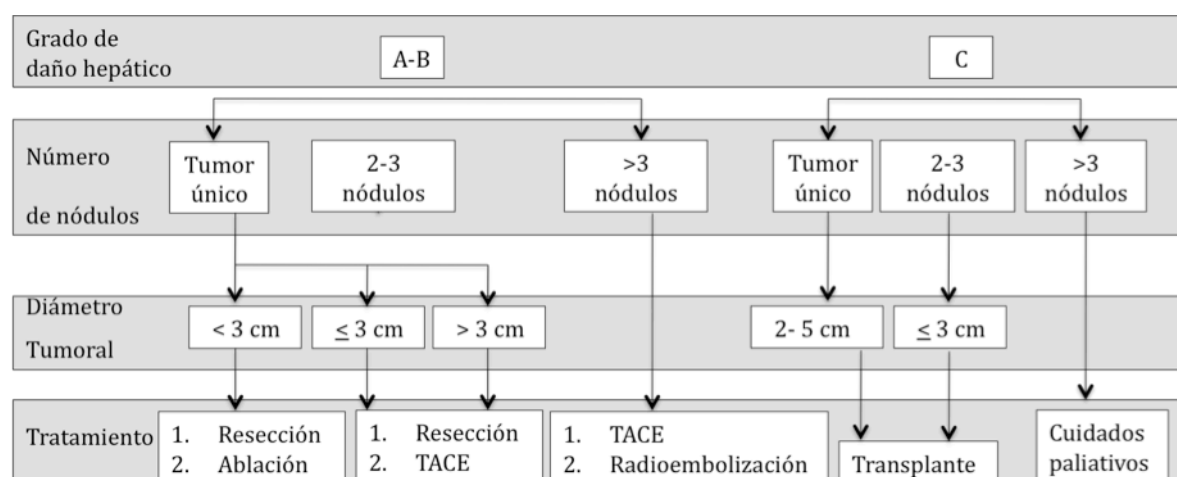 Grado de
daño hepático
A-B
C
Número
de nódulos
Tumor
único
2-3
nódulos
>3
nódulos
Tumor
único
2-3
nódulos
>3
nódulos
Diámetro
Tumoral
< 3 cm
≤ 3 cm
> 3 cm
2- 5 cm
≤ 3 cm
Tratamiento
1. Resección
2. Ablación
1. Resección
2. TACE
1. TACE
2. Radioembolización
Transplante
Cuidados
paliativos